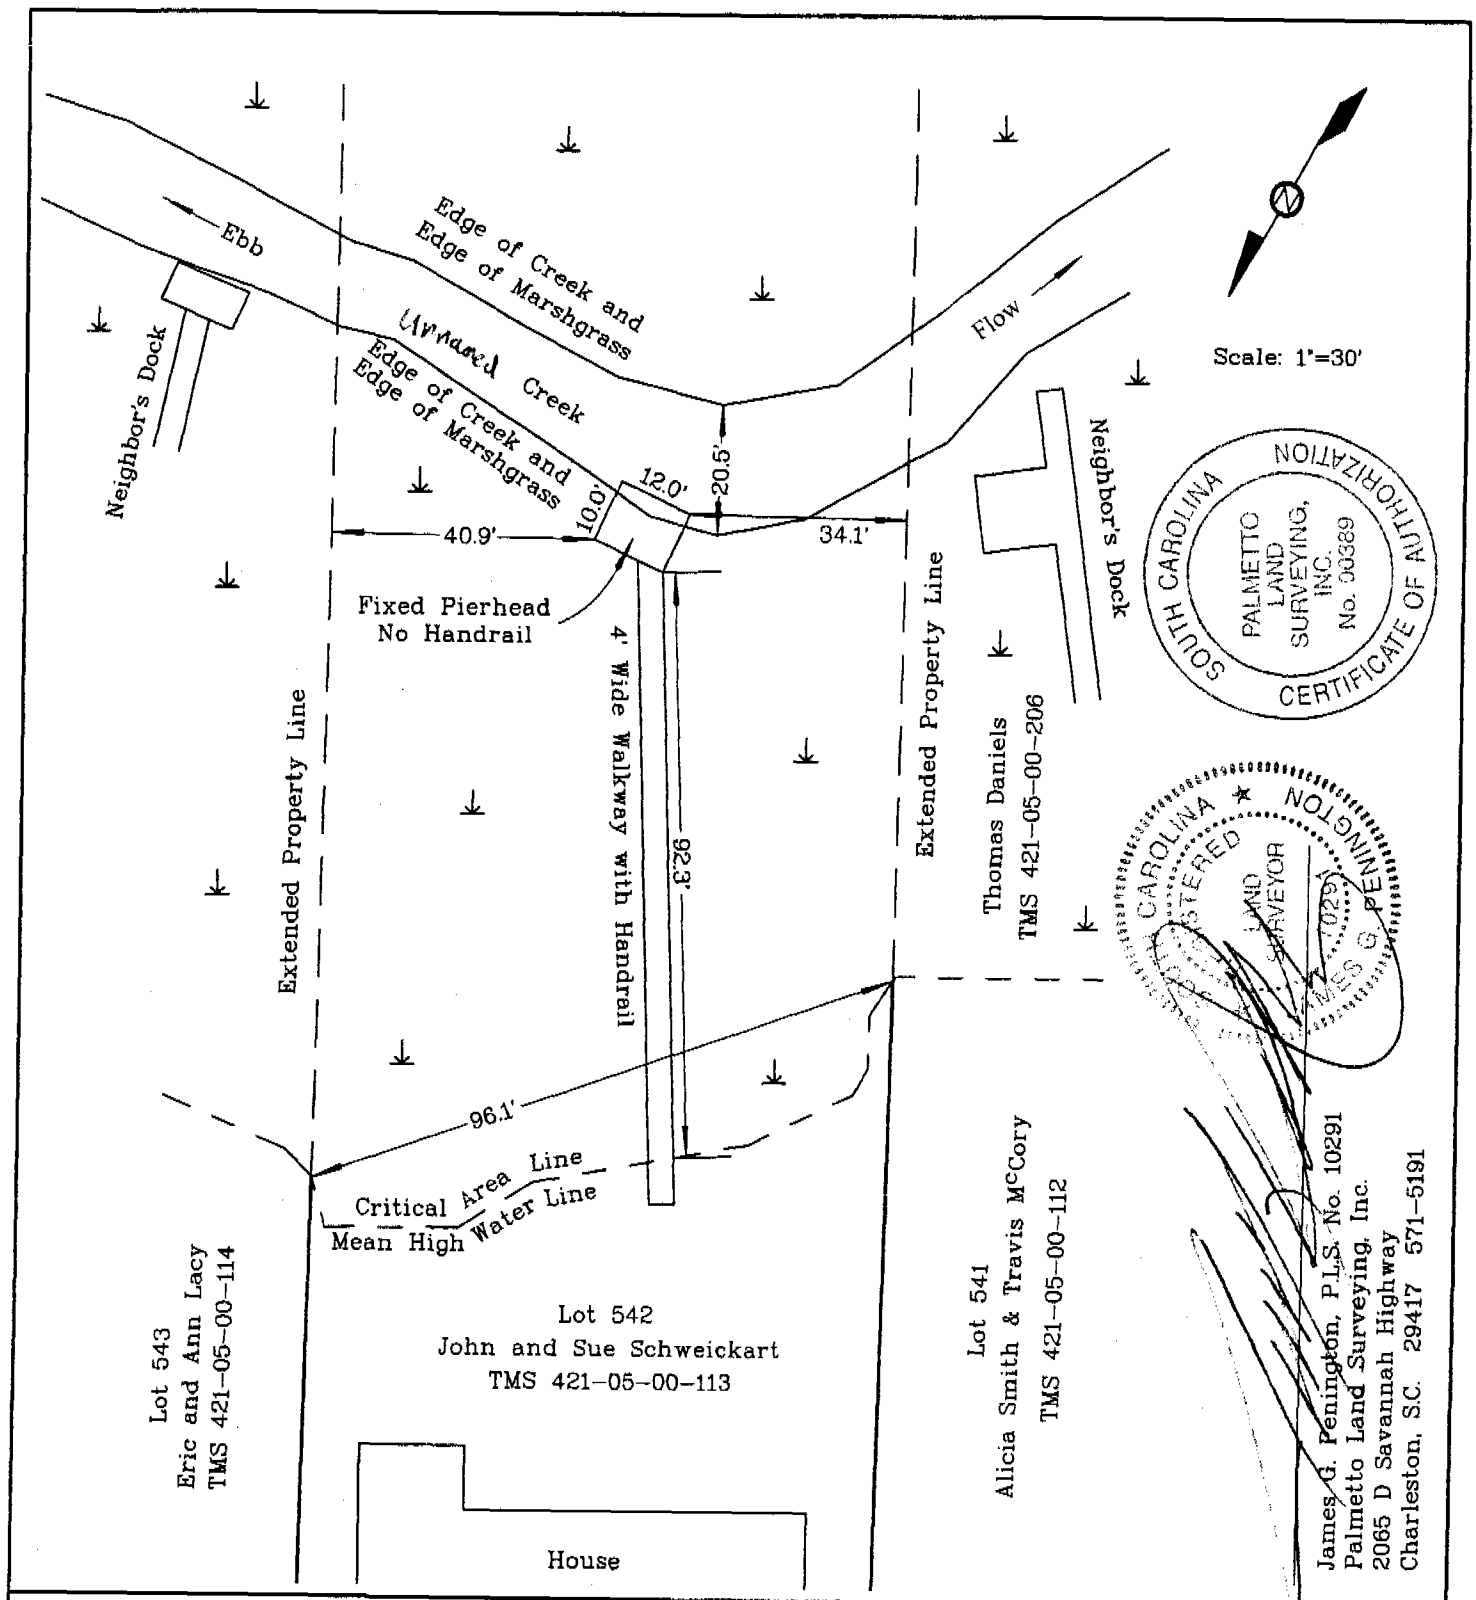 Ebb
Edge of Creek and
Edge of Marshgrass
Unnamed Creek
Edge of Creek and
Edge of Marshgrass
Flow
N
Scale: 1"=30'
Neighbor's Dock
Neighbor's Dock
12.0'
10.0'
20.5'
40.9'
34.1'
Fixed Pierhead
No Handrail
4' Wide Walkway with Handrail
92.3'
Extended Property Line
Extended Property Line
Thomas Daniels
TMS 421-05-00-206
96.1'
Critical Area Line
Mean High Water Line
Lot 543
Eric and Ann Lacy
TMS 421-05-00-114
Lot 542
John and Sue Schweickart
TMS 421-05-00-113
Lot 541
Alicia Smith & Travis McCory
TMS 421-05-00-112
House
SOUTH CAROLINA
CERTIFICATE OF AUTHORIZATION
PALMETTO
LAND
SURVEYING,
INC.
No. 00389
CAROLINA
LAND
SURVEYOR
10291
G. PENINGTON
James G. Penington, P.L.S. No. 10291
Palmetto Land Surveying, Inc.
2065 D Savannah Highway
Charleston, S.C. 29417 571-5191